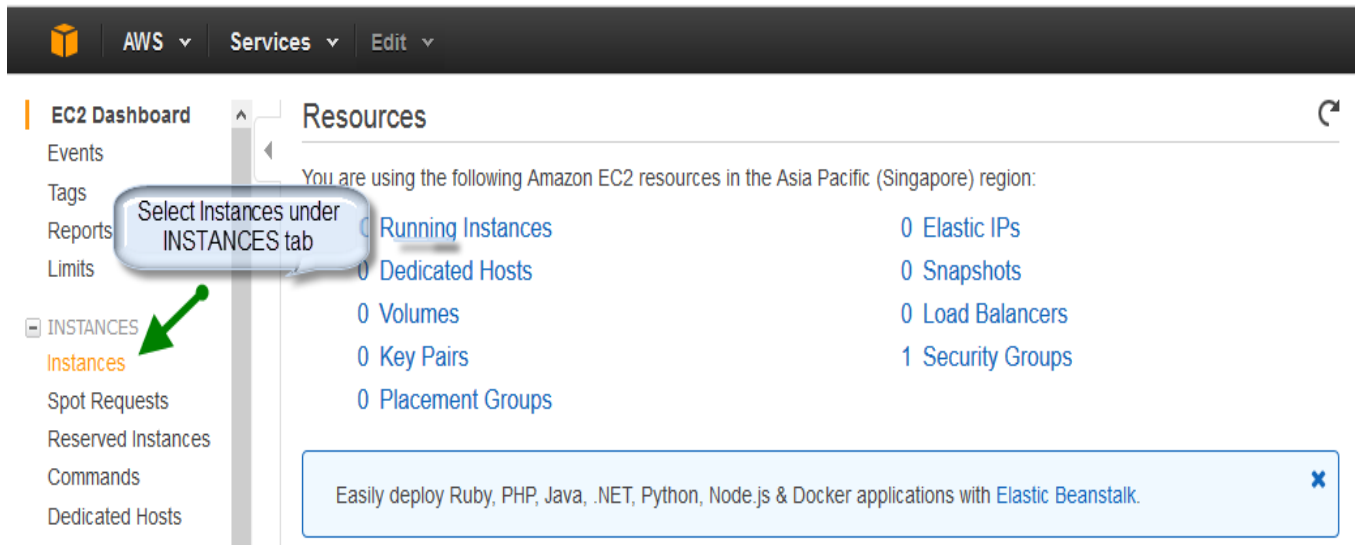 AWS Services Edit
EC2 Dashboard
Events
Tags
Reports
Limits
INSTANCES
Instances
Spot Requests
Reserved Instances
Commands
Dedicated Hosts
Select Instances under
INSTANCES tab
Resources
You are using the following Amazon EC2 resources in the Asia Pacific (Singapore) region:
0 Running Instances
0 Elastic IPs
0 Dedicated Hosts
0 Snapshots
0 Volumes
0 Load Balancers
0 Key Pairs
1 Security Groups
0 Placement Groups
Easily deploy Ruby, PHP, Java, .NET, Python, Node.js & Docker applications with Elastic Beanstalk.